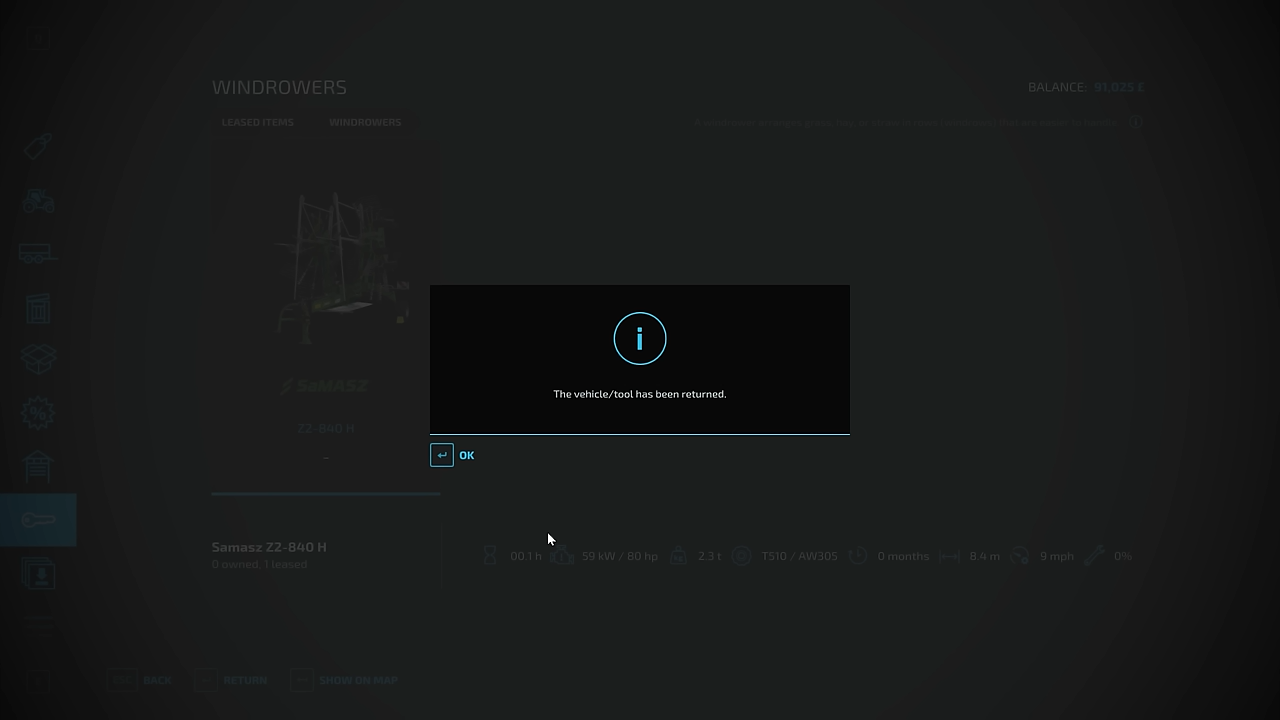 WINDROWERS
BALANCE: 91,025 £
LEASED ITEMS WINDROWERS
SaMASZ
Z2-840 H
-
The vehicle/tool has been returned.
OK
Samasz Z2-840 H
0 owned, 1 leased
00.1 h 59 kW / 80 hp 2.3 t T510 / AW305 0 months 8.4 m 9 mph 0%
BACK RETURN SHOW ON MAP